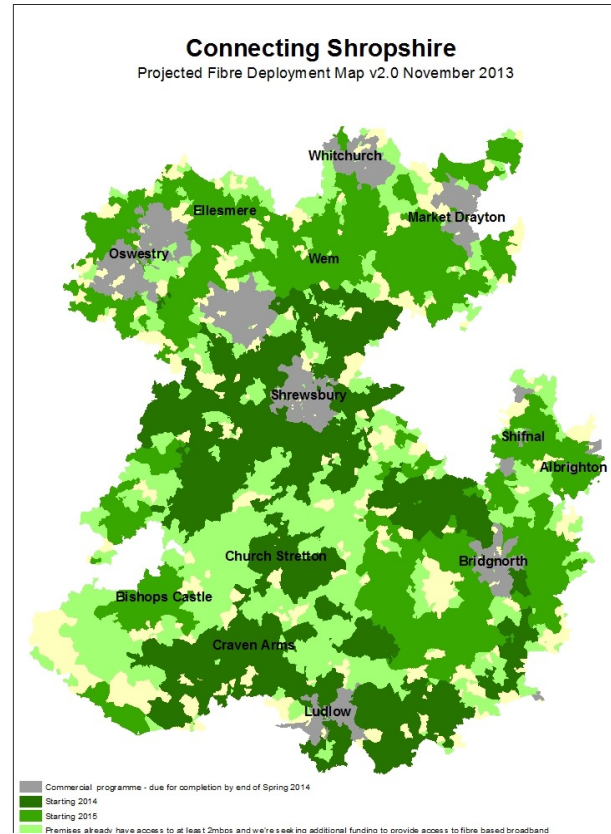 Connecting Shropshire
Projected Fibre Deployment Map v2.0 November 2013
Whitchurch
Ellesmere
Market Drayton
Oswestry
Wem
Shrewsbury
Shifnal
Albrighton
Church Stretton
Bridgnorth
Bishops Castle
Craven Arms
Ludlow
Commercial programme - due for completion by end of Spring 2014
Starting 2014
Starting 2015
Premises already have access to at least 2mbps and we're seeking additional funding to provide access to fibre based broadband